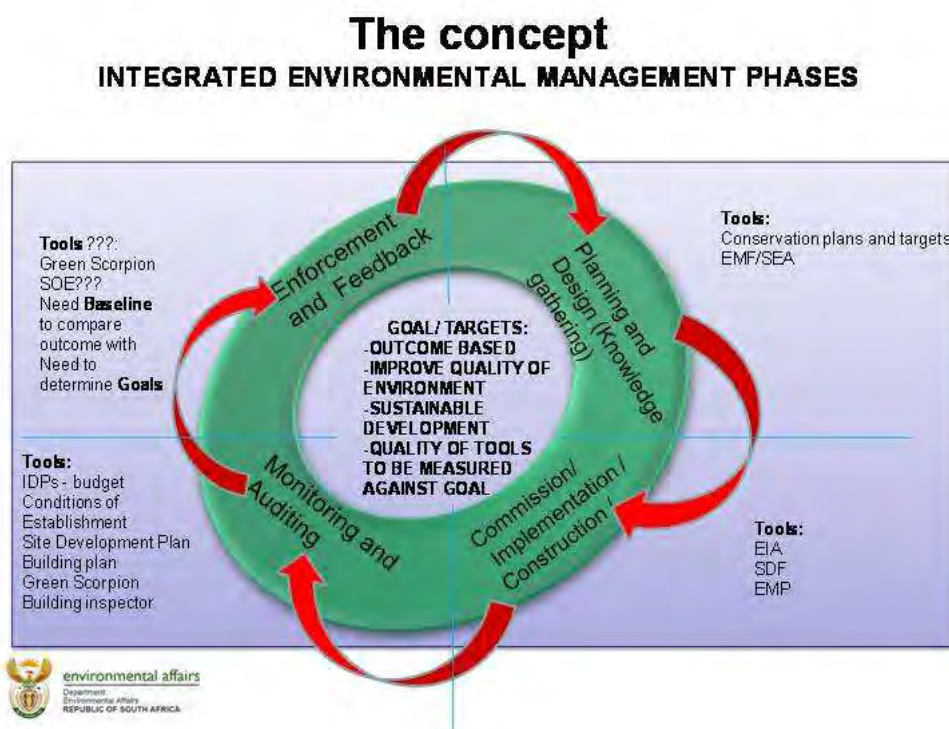 The concept
INTEGRATED ENVIRONMENTAL MANAGEMENT PHASES
Tools ???:
Green Scorpion
SOE???
Need Baseline
to compare
outcome with
Need to
determine Goals
Enforcement
and Feedback
Planning and
Design (Knowledge
gathering)
Tools:
Conservation plans and targets
EMF/SEA
GOAL/ TARGETS:
-OUTCOME BASED
-IMPROVE QUALITY OF
ENVIRONMENT
-SUSTAINABLE
DEVELOPMENT
-QUALITY OF TOOLS
TO BE MEASURED
AGAINST GOAL
Tools:
IDPs - budget
Conditions of
Establishment
Site Development Plan
Building plan
Green Scorpion
Building inspector
Monitoring and
Auditing
Commission/
Implementation /
Construction /
Tools:
EIA
SDF
EMP
environmental affairs
Department:
Environmental Affairs
REPUBLIC OF SOUTH AFRICA